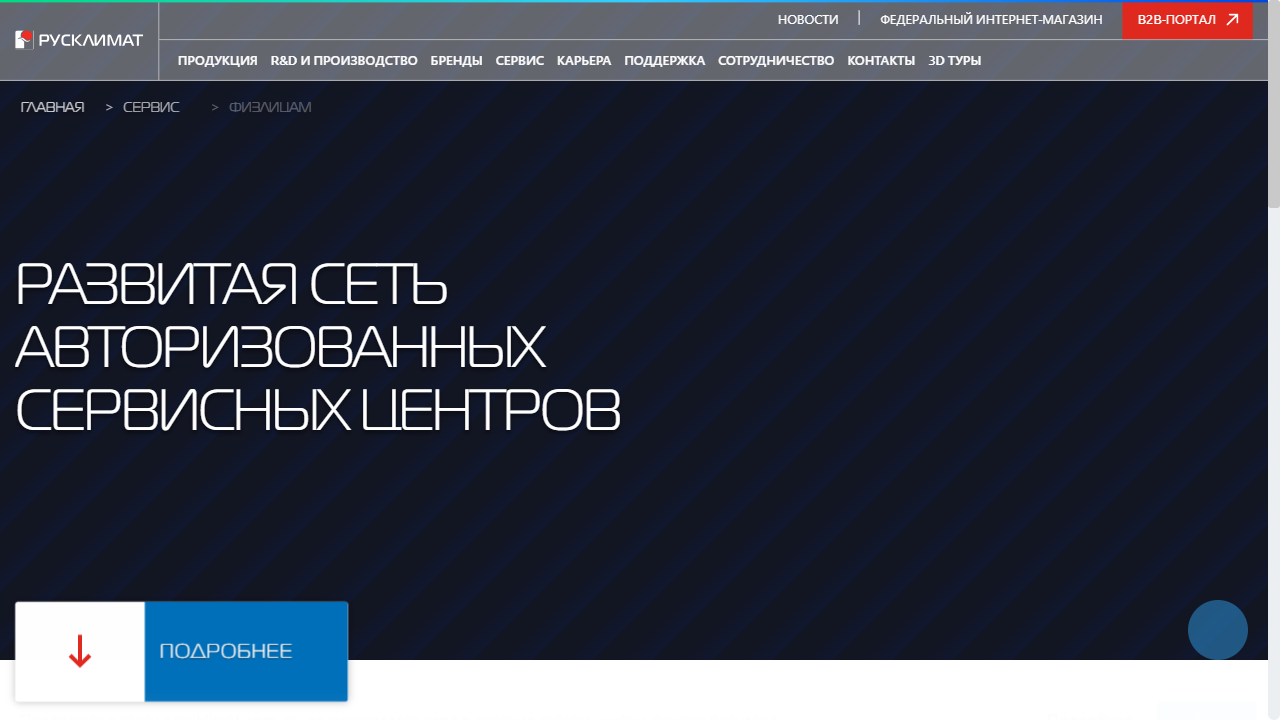 НОВОСТИ | ФЕДЕРАЛЬНЫЙ ИНТЕРНЕТ-МАГАЗИН B2B-ПОРТАЛ
РУСКЛИМАТ
ПРОДУКЦИЯ R&D И ПРОИЗВОДСТВО БРЕНДЫ СЕРВИС КАРЬЕРА ПОДДЕРЖКА СОТРУДНИЧЕСТВО КОНТАКТЫ 3D ТУРЫ
ГЛАВНАЯ > СЕРВИС > ФИЗЛИЦАМ
РАЗВИТАЯ СЕТЬ
АВТОРИЗОВАННЫХ
СЕРВИСНЫХ ЦЕНТРОВ
ПОДРОБНЕЕ